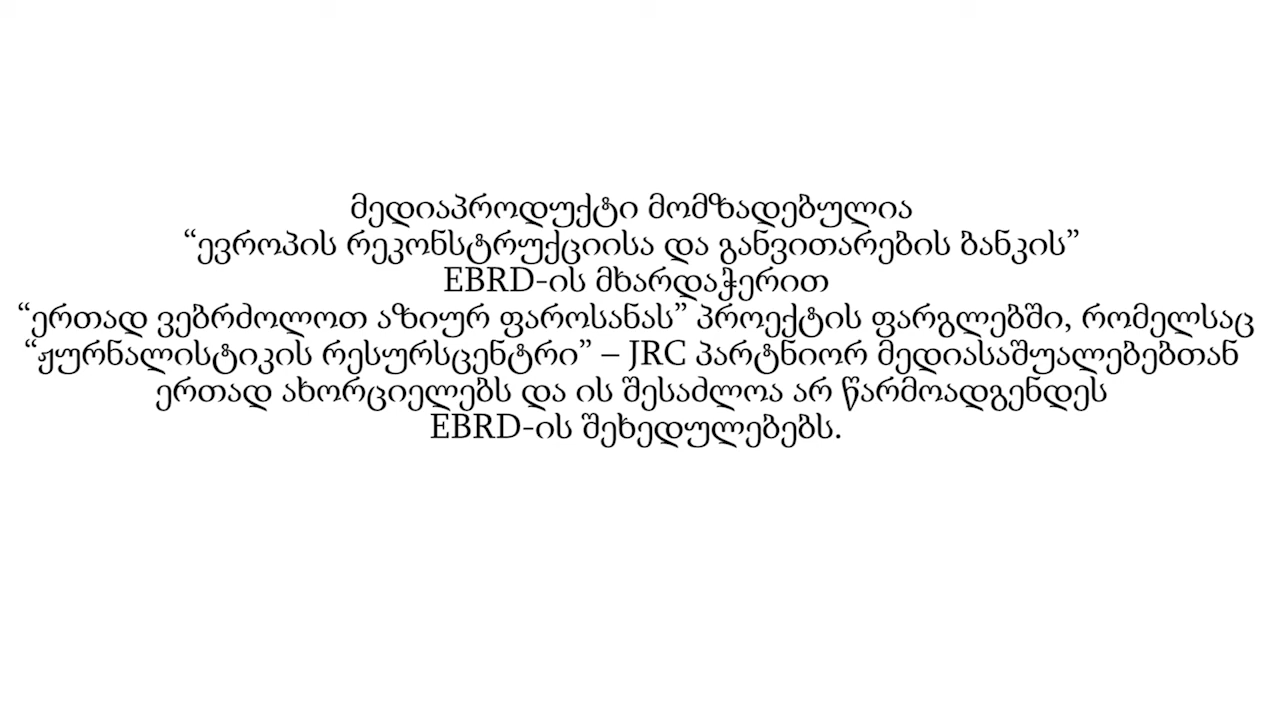 მედიაპროდუქტი მომზადებულია
“ევროპის რეკონსტრუქციისა და განვითარების ბანკის”
EBRD-ის მხარდაჭერით
“ერთად ვებრძოლოთ აზიურ ფაროსანას” პროექტის ფარგლებში, რომელსაც
“ჟურნალისტიკის რესურსცენტრი” – JRC პარტნიორ მედიასაშუალებებთან
ერთად ახორციელებს და ის შესაძლოა არ წარმოადგენდეს
EBRD-ის შეხედულებებს.